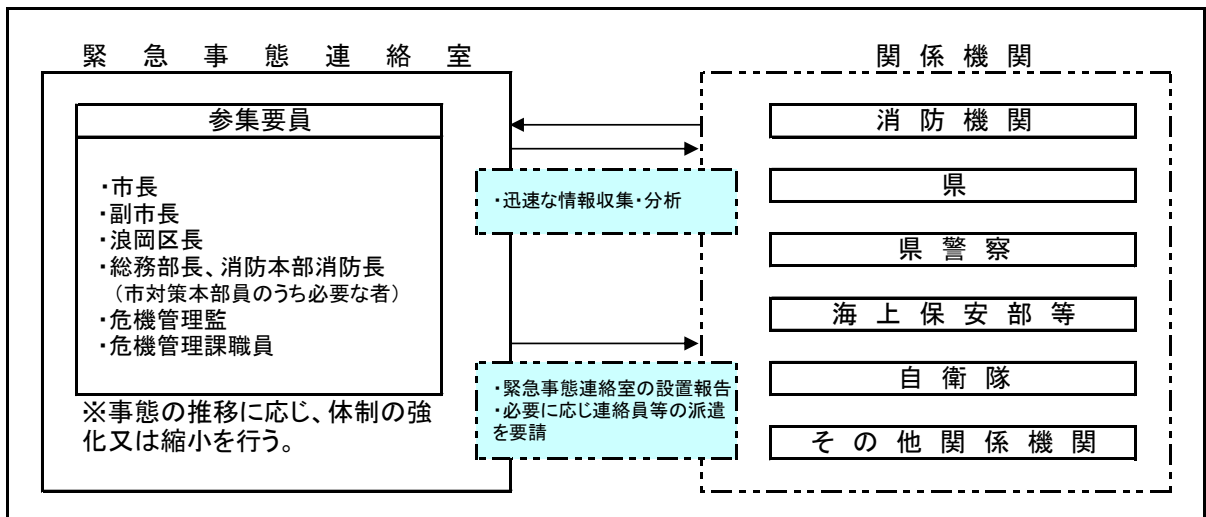 緊急事態連絡室
参集要員
・市長
・副市長
・浪岡区長
・総務部長、消防本部消防長
（市対策本部員のうち必要な者）
・危機管理監
・危機管理課職員
※事態の推移に応じ、体制の強
化又は縮小を行う。
・迅速な情報収集・分析
・緊急事態連絡室の設置報告
・必要に応じ連絡員等の派遣
を要請
関係機関
消防機関
県
県警察
海上保安部等
自衛隊
その他関係機関